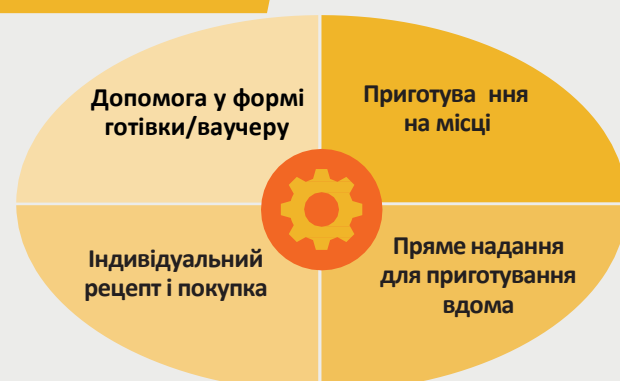 Допомога у формі
готівки/ваучеру
Приготува ння
на місці
Індивідуальний
рецепт і покупка
Пряме надання
для приготування
вдома